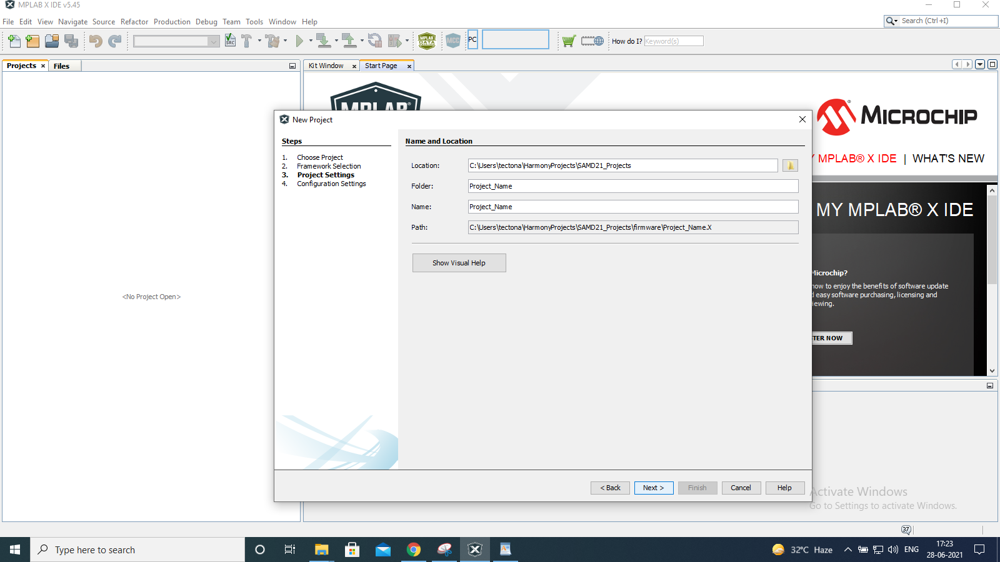 MPLAB X IDE v5.45
File Edit View Navigate Source Refactor Production Debug Team Tools Window Help
Search (Ctrl+I)
SRC
MPLAB
DATA
MCC
PC
How do I? Keyword(s)
Projects
Files
Kit Window
Start Page
MPLAB®
MICROCHIP
MPLAB® X IDE | WHAT'S NEW
MY MPLAB® X IDE
Microchip?
how to enjoy the benefits of software update
easy software purchasing, licensing and
iewing.
TER NOW
<No Project Open>
New Project
Steps
1. Choose Project
2. Framework Selection
3. Project Settings
4. Configuration Settings
Name and Location
Location: C:\Users\tectona\HarmonyProjects\SAMD21_Projects
Folder: Project_Name
Name: Project_Name
Path: C:\Users\tectona\HarmonyProjects\SAMD21_Projects\firmware\Project_Name.X
Show Visual Help
< Back
Next >
Finish
Cancel
Help
Activate Windows
Go to Settings to activate Windows.
37
Type here to search
32°C Haze
ENG
17:23
28-06-2021